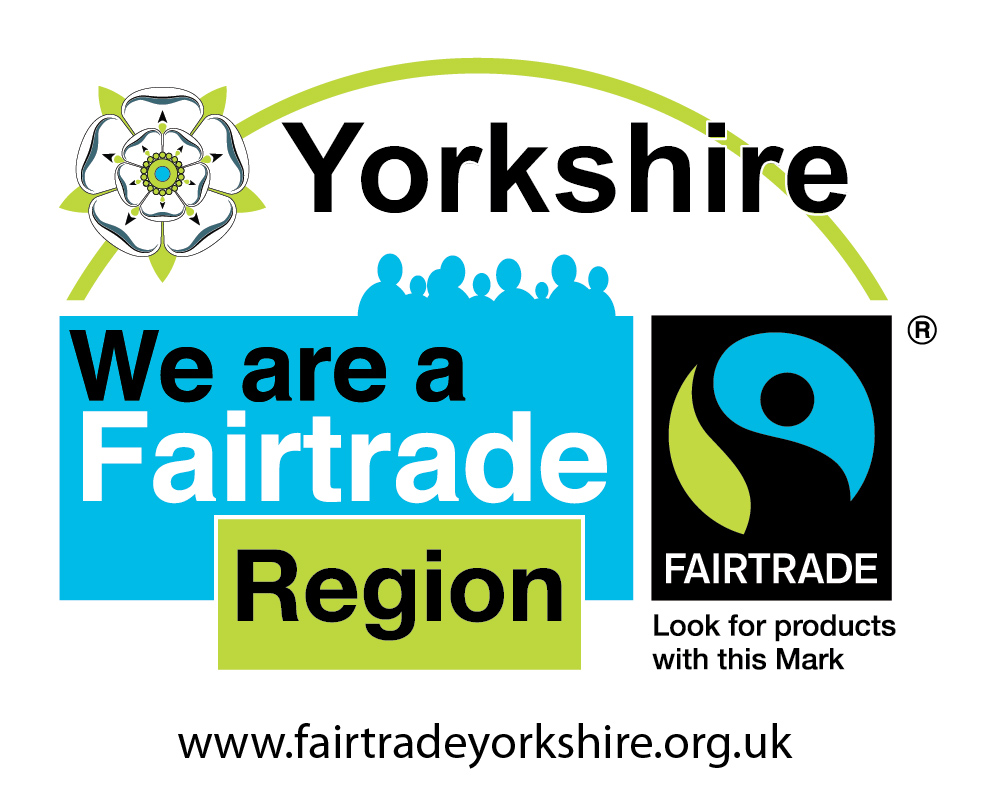 Yorkshire
We are a
Fairtrade
Region
®
FAIRTRADE
Look for products
with this Mark
www.fairtradeyorkshire.org.uk